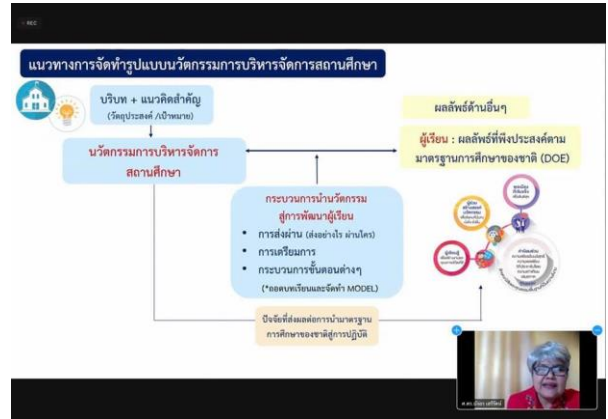 REC
แนวทางการจัดทำรูปแบบนวัตกรรมการบริหารจัดการสถานศึกษา
บริบท + แนวคิดสำคัญ
(วัตถุประสงค์ /เป้าหมาย)
นวัตกรรมการบริหารจัดการ
สถานศึกษา
ผลลัพธ์ด้านอื่นๆ
ผู้เรียน : ผลลัพธ์ที่พึงประสงค์ตาม
มาตรฐานการศึกษาของชาติ (DOE)
กระบวนการนำนวัตกรรม
สู่การพัฒนาผู้เรียน
• การส่งผ่าน (ส่งอย่างไร ผ่านใคร)
• การเตรียมการ
• กระบวนการขั้นตอนต่างๆ
(*ถอดบทเรียนและจัดทำ MODEL)
ปัจจัยที่ส่งผลต่อการนำมาตรฐาน
การศึกษาของชาติสู่การปฏิบัติ